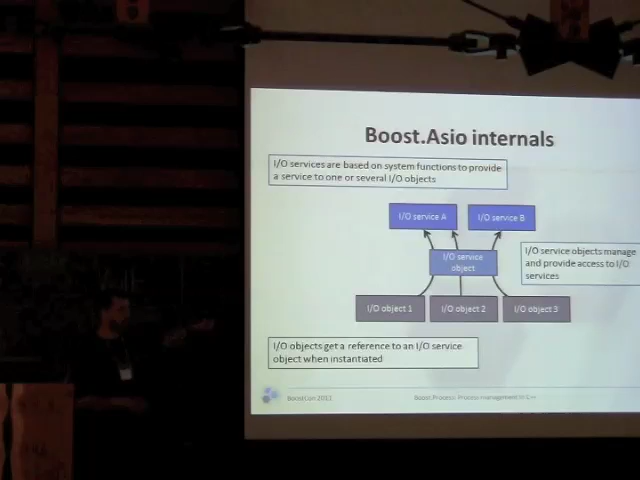 Boost.Asio internals
I/O services are based on system functions to provide
a service to one or several I/O objects
I/O service A
I/O service B
I/O service
object
I/O service objects manage
and provide access to I/O
services
I/O object 1
I/O object 2
I/O object 3
I/O objects get a reference to an I/O service
object when instantiated
BoostCon 2011
Boost.Process: Process management in C++